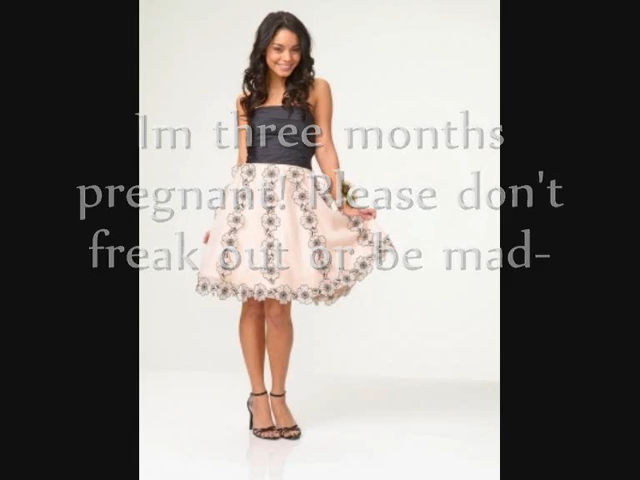 Im three months
pregnant! Please don't
freak out or be mad-